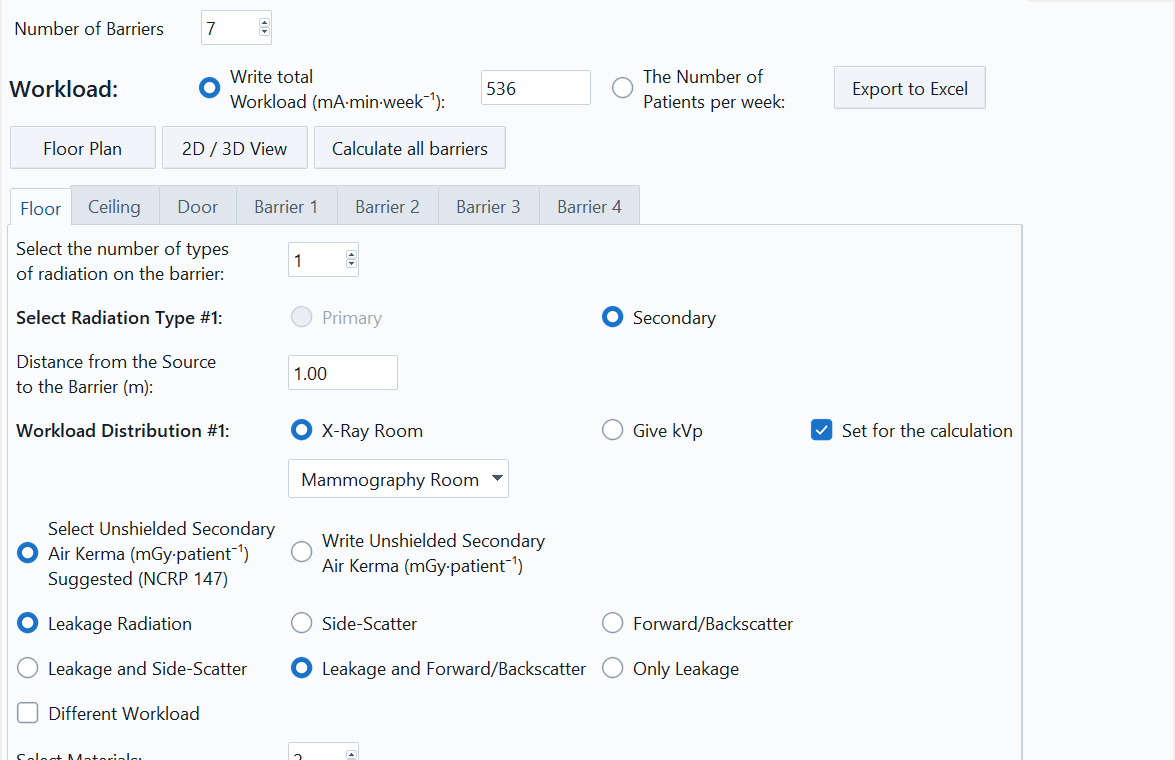 Number of Barriers 7
Workload: Write total Workload (mA·min·week⁻¹): 536 The Number of Patients per week: Export to Excel
Floor Plan 2D / 3D View Calculate all barriers
Floor Ceiling Door Barrier 1 Barrier 2 Barrier 3 Barrier 4
Select the number of types
of radiation on the barrier: 1
Select Radiation Type #1: Primary Secondary
Distance from the Source
to the Barrier (m): 1.00
Workload Distribution #1: X-Ray Room Give kVp Set for the calculation
Mammography Room
Select Unshielded Secondary
Air Kerma (mGy·patient⁻¹)
Suggested (NCRP 147)
Write Unshielded Secondary
Air Kerma (mGy·patient⁻¹)
Leakage Radiation Side-Scatter Forward/Backscatter
Leakage and Side-Scatter Leakage and Forward/Backscatter Only Leakage
Different Workload
Select Materials: 2